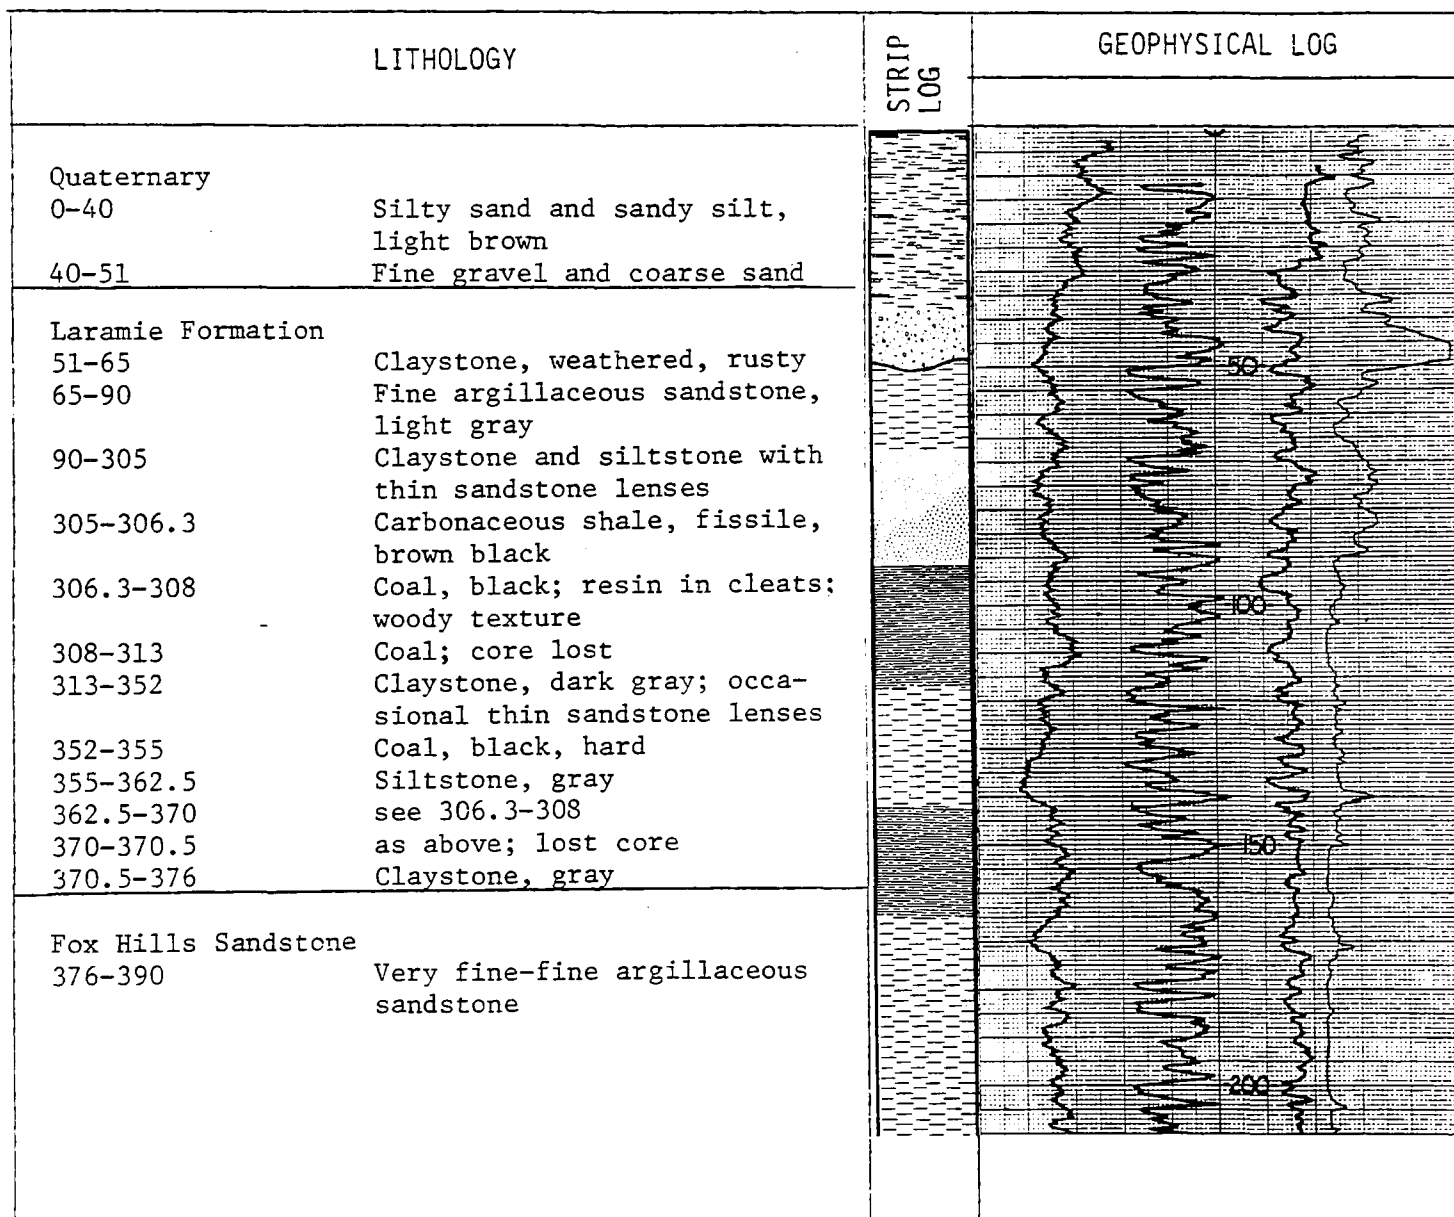 LITHOLOGY
STRIP
LOG
GEOPHYSICAL LOG
Quaternary
0-40 Silty sand and sandy silt,
light brown
40-51 Fine gravel and coarse sand
Laramie Formation
51-65 Claystone, weathered, rusty
65-90 Fine argillaceous sandstone,
light gray
90-305 Claystone and siltstone with
thin sandstone lenses
305-306.3 Carbonaceous shale, fissile,
brown black
306.3-308 Coal, black; resin in cleats;
woody texture
308-313 Coal; core lost
313-352 Claystone, dark gray; occa-
sional thin sandstone lenses
352-355 Coal, black, hard
355-362.5 Siltstone, gray
362.5-370 see 306.3-308
370-370.5 as above; lost core
370.5-376 Claystone, gray
Fox Hills Sandstone
376-390 Very fine-fine argillaceous
sandstone
50
100
150
200